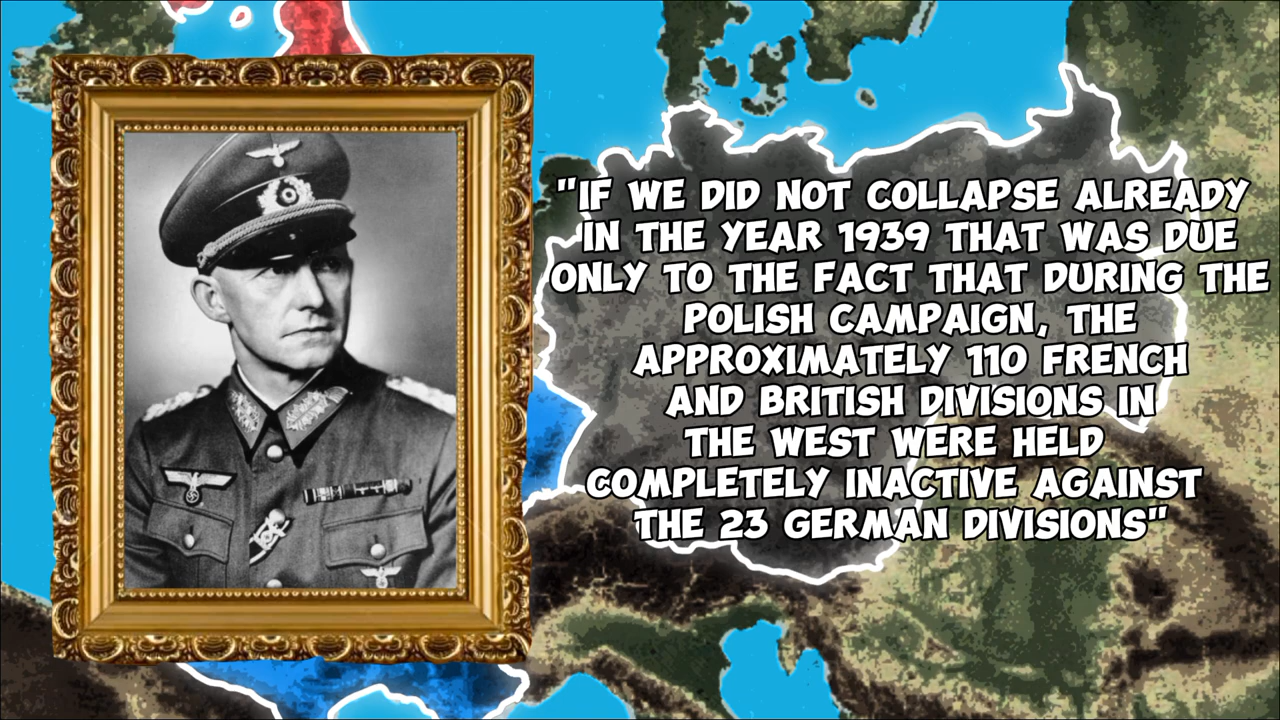 "IF WE DID NOT COLLAPSE ALREADY
IN THE YEAR 1939 THAT WAS DUE
ONLY TO THE FACT THAT DURING THE
POLISH CAMPAIGN, THE
APPROXIMATELY 110 FRENCH
AND BRITISH DIVISIONS IN
THE WEST WERE HELD
COMPLETELY INACTIVE AGAINST
THE 23 GERMAN DIVISIONS"